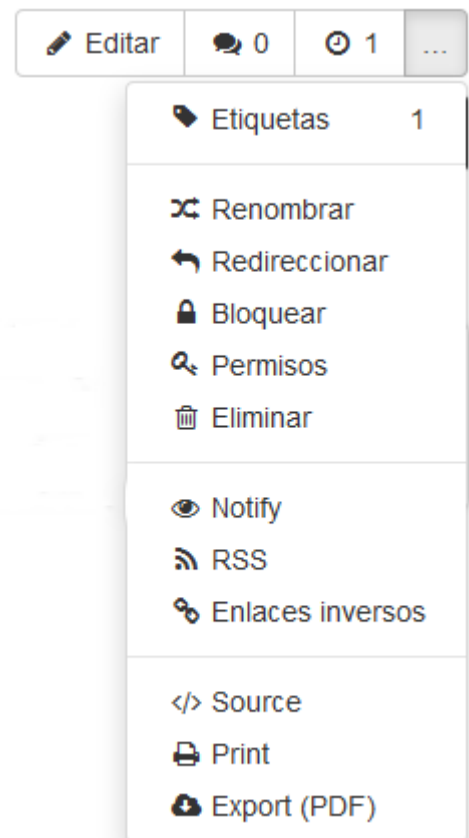 Editar 0 1 ...
Etiquetas 1
Renombrar
Redireccionar
Bloquear
Permisos
Eliminar
Notify
RSS
Enlaces inversos
Source
Print
Export (PDF)